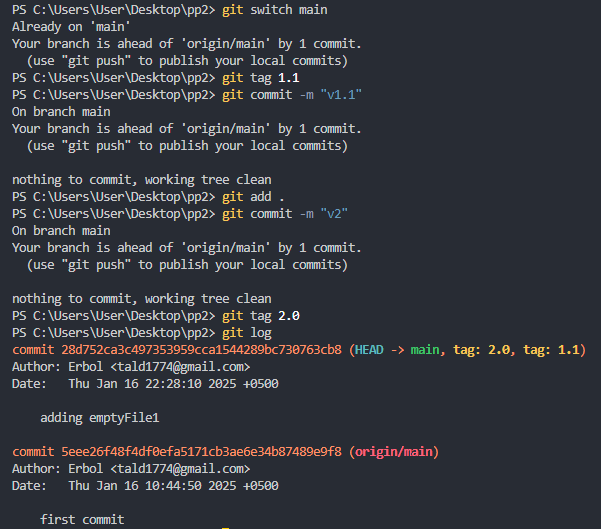 PS C:\Users\User\Desktop\pp2> git switch main
Already on 'main'
Your branch is ahead of 'origin/main' by 1 commit.
  (use "git push" to publish your local commits)
PS C:\Users\User\Desktop\pp2> git tag 1.1
PS C:\Users\User\Desktop\pp2> git commit -m "v1.1"
On branch main
Your branch is ahead of 'origin/main' by 1 commit.
  (use "git push" to publish your local commits)

nothing to commit, working tree clean
PS C:\Users\User\Desktop\pp2> git add .
PS C:\Users\User\Desktop\pp2> git commit -m "v2"
On branch main
Your branch is ahead of 'origin/main' by 1 commit.
  (use "git push" to publish your local commits)

nothing to commit, working tree clean
PS C:\Users\User\Desktop\pp2> git tag 2.0
PS C:\Users\User\Desktop\pp2> git log
commit 28d752ca3c497353959cca1544289bc730763cb8 (HEAD -> main, tag: 2.0, tag: 1.1)
Author: Erbol <tald1774@gmail.com>
Date:   Thu Jan 16 22:28:10 2025 +0500

    adding emptyFile1

commit 5eee26f48f4df0efa5171cb3ae6e34b87489e9f8 (origin/main)
Author: Erbol <tald1774@gmail.com>
Date:   Thu Jan 16 10:44:50 2025 +0500

    first commit